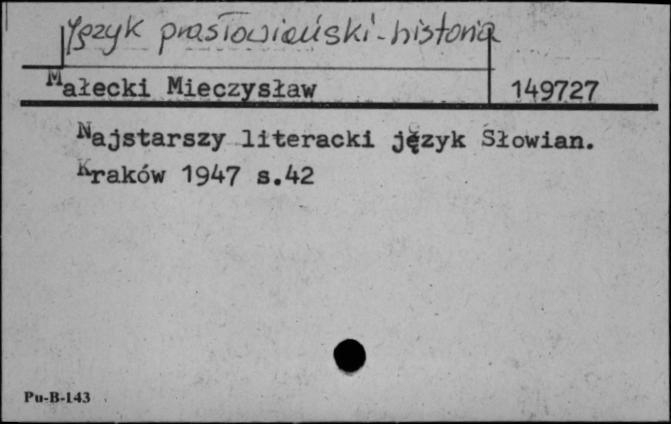 Język prasłowiański-historia
Małecki Mieczysław 149727
Najstarszy literacki język Słowian.
Kraków 1947 s.42
Pu-B-143